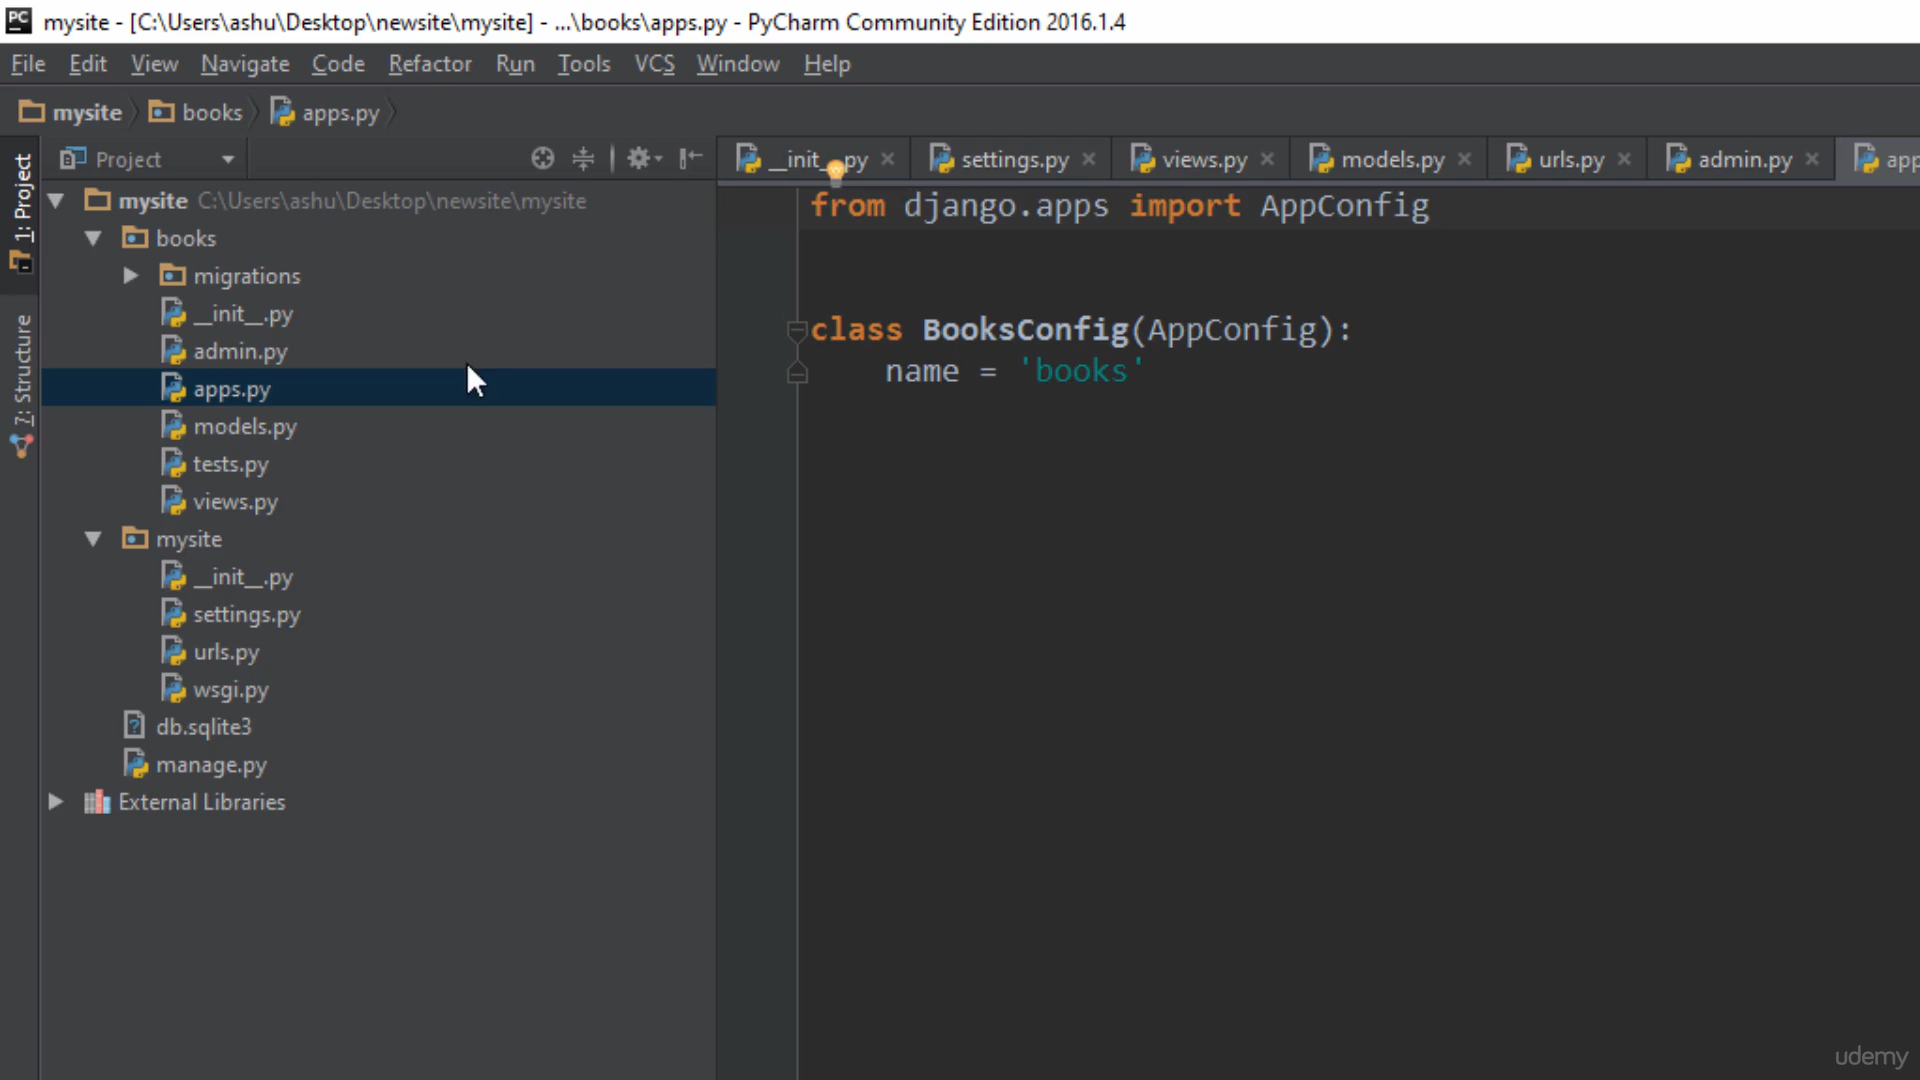 PC mysite - [C:\Users\ashu\Desktop\newsite\mysite] - ...\books\apps.py - PyCharm Community Edition 2016.1.4
File Edit View Navigate Code Refactor Run Tools VCS Window Help
mysite books apps.py
1: Project
7: Structure
Project
mysite C:\Users\ashu\Desktop\newsite\mysite
books
migrations
__init__.py
admin.py
apps.py
models.py
tests.py
views.py
mysite
__init__.py
settings.py
urls.py
wsgi.py
db.sqlite3
manage.py
External Libraries
__init__.py settings.py views.py models.py urls.py admin.py app
from django.apps import AppConfig
class BooksConfig(AppConfig):
name = 'books'
udemy